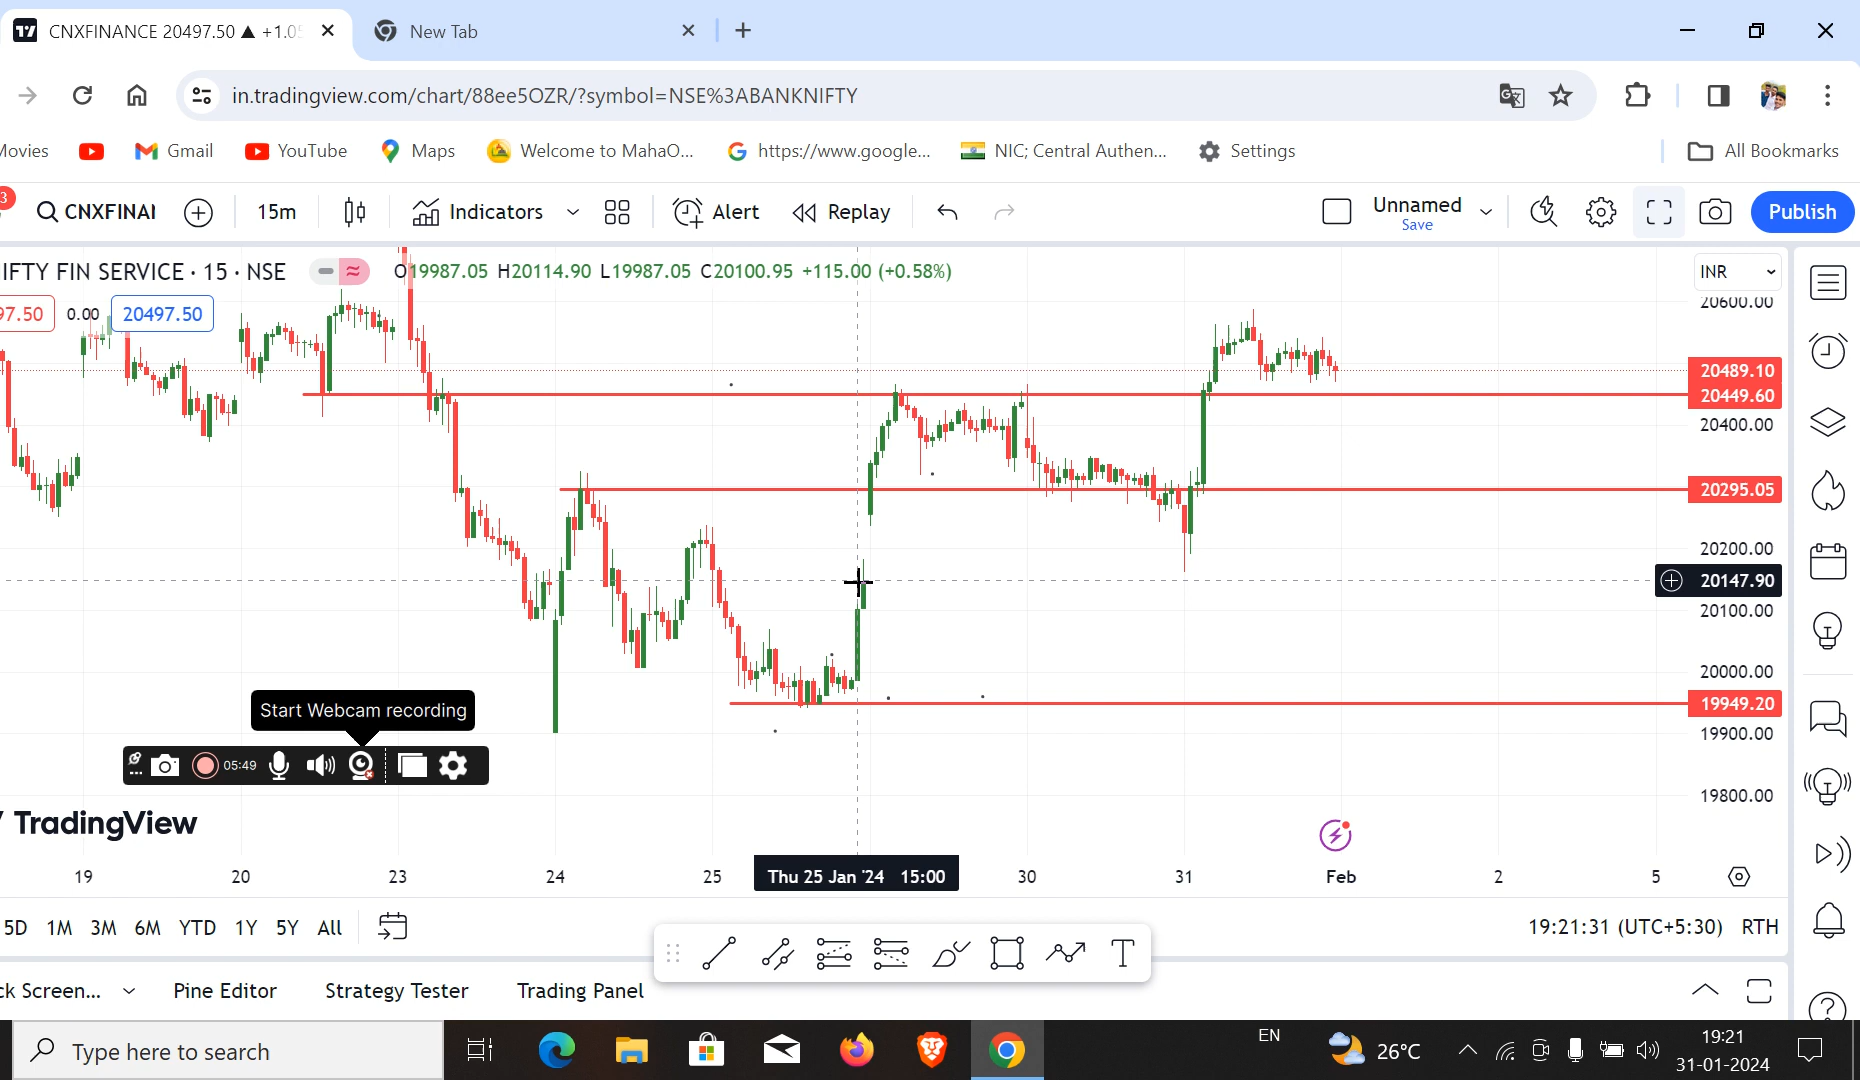 CNXFINANCE 20497.50 ▲ +1.05
New Tab
in.tradingview.com/chart/88ee5OZR/?symbol=NSE%3ABANKNIFTY
Movies
Gmail
YouTube
Maps
Welcome to MahaO...
https://www.google...
NIC; Central Authen...
Settings
All Bookmarks
3
CNXFINAI
15m
Indicators
Alert
Replay
Unnamed
Save
Publish
IFTY FIN SERVICE · 15 · NSE
O19987.05 H20114.90 L19987.05 C20100.95 +115.00 (+0.58%)
INR
97.50
0.00
20497.50
20600.00
20489.10
20449.60
20400.00
20295.05
20200.00
20147.90
20100.00
20000.00
19949.20
19900.00
19800.00
Start Webcam recording
05:49
TradingView
19
20
23
24
25
Thu 25 Jan '24 15:00
30
31
Feb
2
5
5D 1M 3M 6M YTD 1Y 5Y All
19:21:31 (UTC+5:30) RTH
T
ck Screen...
Pine Editor
Strategy Tester
Trading Panel
Type here to search
26°C
EN
19:21
31-01-2024